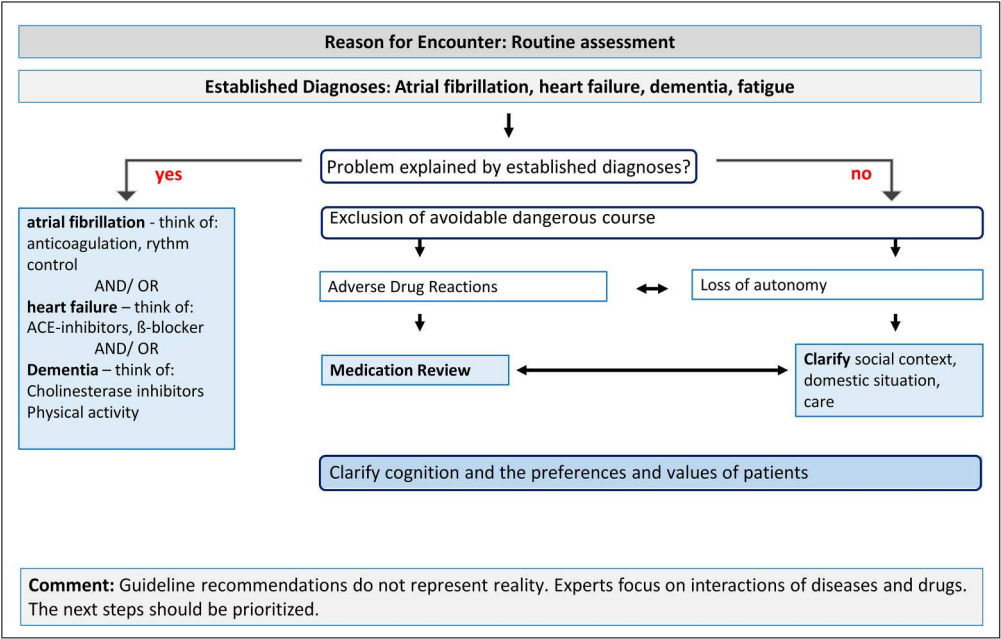 Reason for Encounter: Routine assessment
Established Diagnoses: Atrial fibrillation, heart failure, dementia, fatigue
Problem explained by established diagnoses?
yes
no
atrial fibrillation - think of:
anticoagulation, rythm
control
AND/ OR
heart failure – think of:
ACE-inhibitors, ß-blocker
AND/ OR
Dementia – think of:
Cholinesterase inhibitors
Physical activity
Exclusion of avoidable dangerous course
Adverse Drug Reactions
Loss of autonomy
Medication Review
Clarify social context,
domestic situation,
care
Clarify cognition and the preferences and values of patients
Comment: Guideline recommendations do not represent reality. Experts focus on interactions of diseases and drugs.
The next steps should be prioritized.